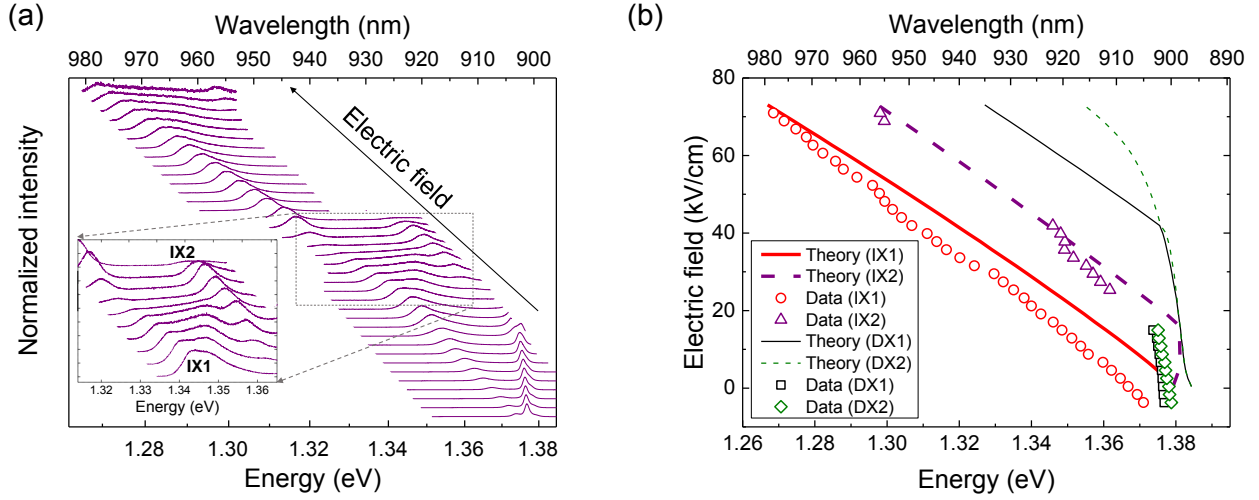 (a)
Wavelength (nm)
980 970 960 950 940 930 920 910 900
Normalized intensity
Electric field
IX2
IX1
1.32 1.33 1.34 1.35 1.36
Energy (eV)
1.28 1.30 1.32 1.34 1.36 1.38
Energy (eV)
(b)
Wavelength (nm)
980 970 960 950 940 930 920 910 900 890
Electric field (kV/cm)
80
60
40
20
0
Theory (IX1)
Theory (IX2)
Data (IX1)
Data (IX2)
Theory (DX1)
Theory (DX2)
Data (DX1)
Data (DX2)
1.26 1.28 1.30 1.32 1.34 1.36 1.38
Energy (eV)